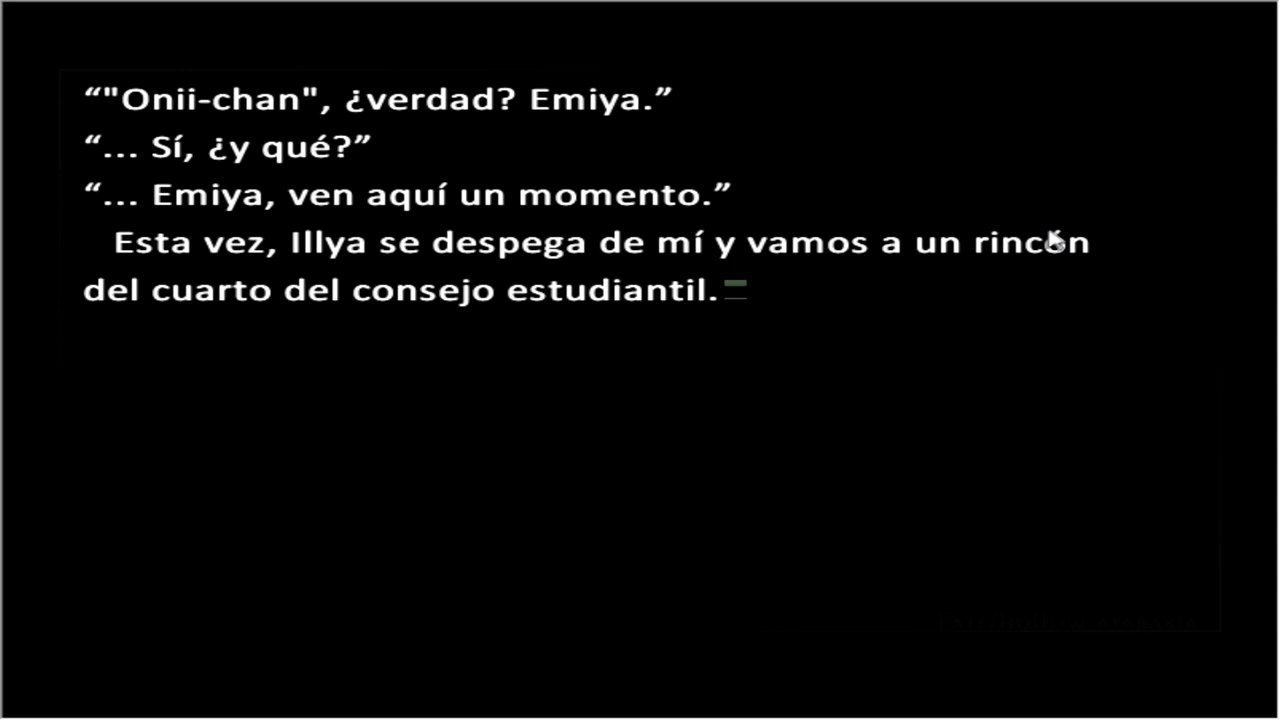 “"Onii-chan", ¿verdad? Emiya.”
“... Sí, ¿y qué?”
“... Emiya, ven aquí un momento.”
Esta vez, Illya se despega de mí y vamos a un rincón
del cuarto del consejo estudiantil.